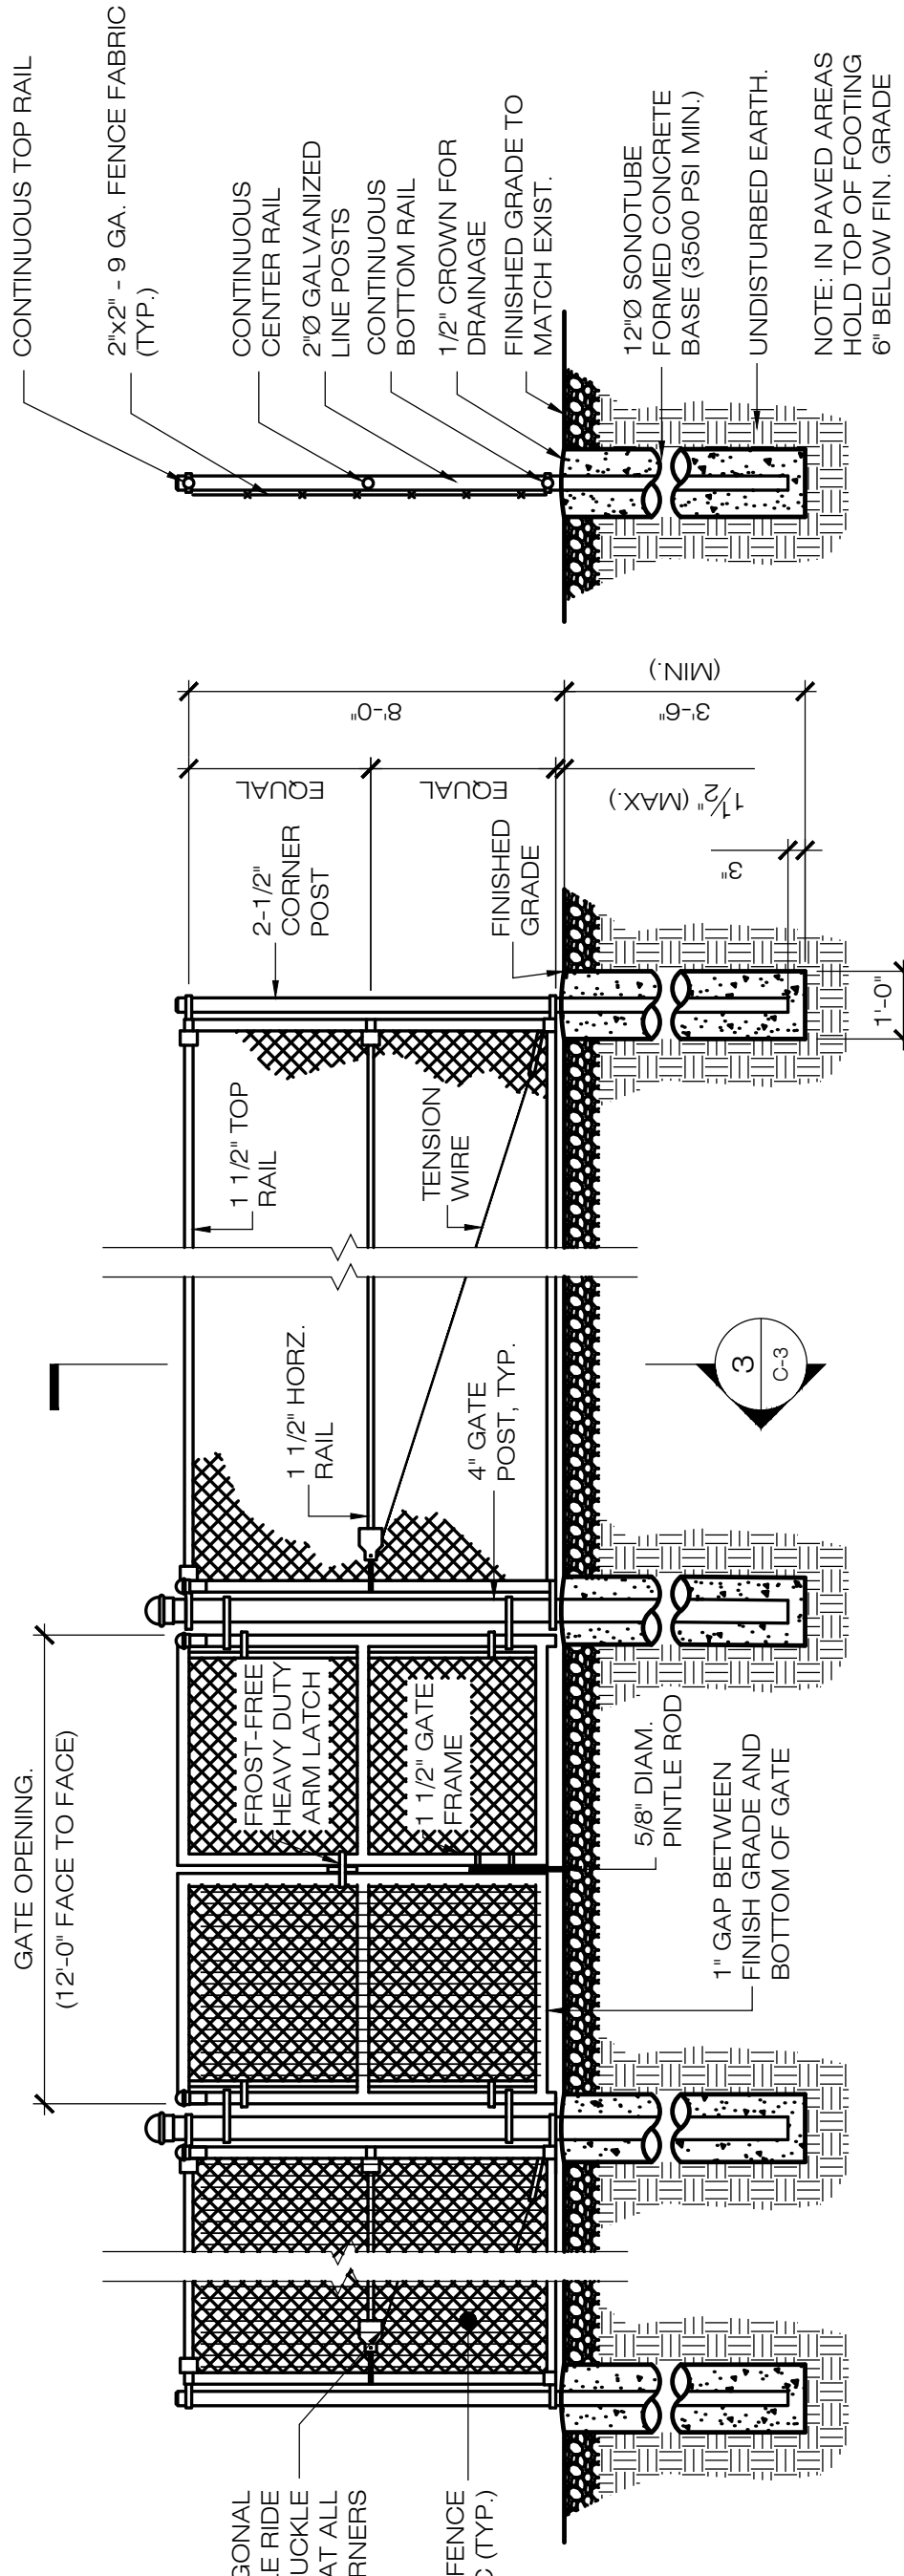 GATE OPENING.
(12'-0" FACE TO FACE)
FROST-FREE
HEAVY DUTY
ARM LATCH
1 1/2" GATE
FRAME
5/8" DIAM.
PINTLE ROD
1" GAP BETWEEN
FINISH GRADE AND
BOTTOM OF GATE
FENCE
(TYP.)
AT ALL
1 1/2" HORZ.
RAIL
4" GATE
POST, TYP.
3
C-3
1 1/2" TOP
RAIL
TENSION
WIRE
2-1/2"
CORNER
POST
FINISHED
GRADE
1'-0"
EQUAL
EQUAL
1 1/2" (MAX.)
3"
8'-0"
3'-6"
(MIN.)
CONTINUOUS TOP RAIL
2"x2" - 9 GA. FENCE FABRIC
(TYP.)
CONTINUOUS
CENTER RAIL
2"Ø GALVANIZED
LINE POSTS
CONTINUOUS
BOTTOM RAIL
1/2" CROWN FOR
DRAINAGE
FINISHED GRADE TO
MATCH EXIST.
12"Ø SONOTUBE
FORMED CONCRETE
BASE (3500 PSI MIN.)
UNDISTURBED EARTH.
NOTE: IN PAVED AREAS
HOLD TOP OF FOOTING
6" BELOW FIN. GRADE